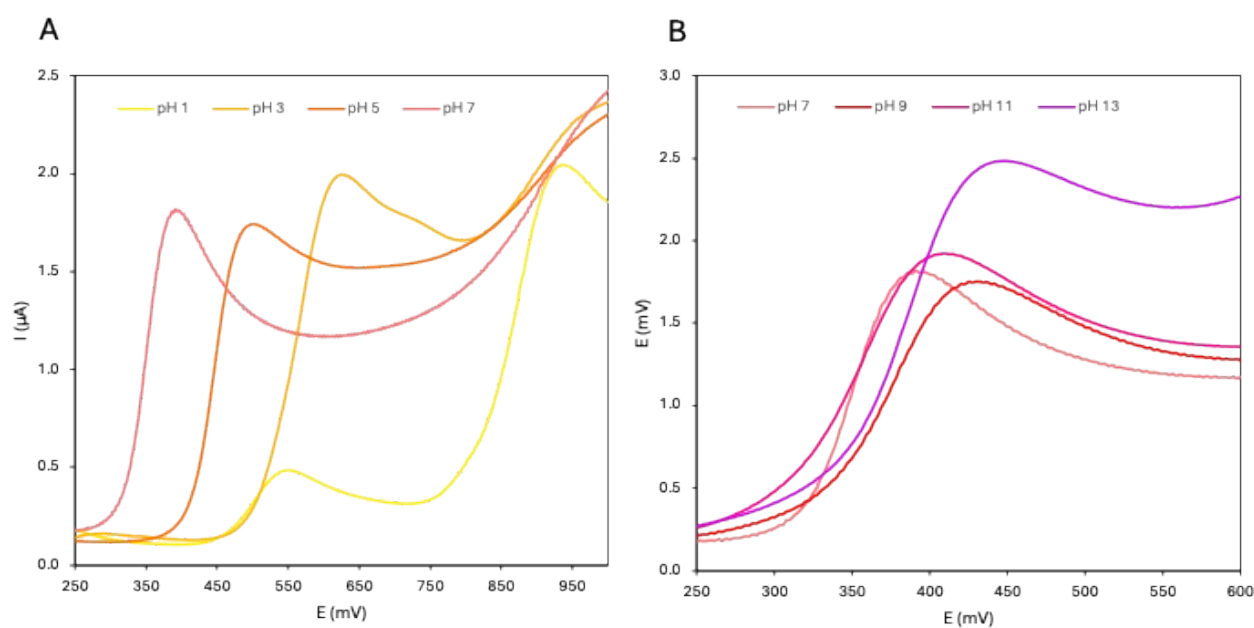 A
B
pH 1 pH 3 pH 5 pH 7
2.5
2.0
1.5
1.0
0.5
0.0
I (µA)
250 350 450 550 650 750 850 950
E (mV)
pH 7 pH 9 pH 11 pH 13
3.0
2.5
2.0
1.5
1.0
0.5
0.0
E (mV)
250 300 350 400 450 500 550 600
E (mV)